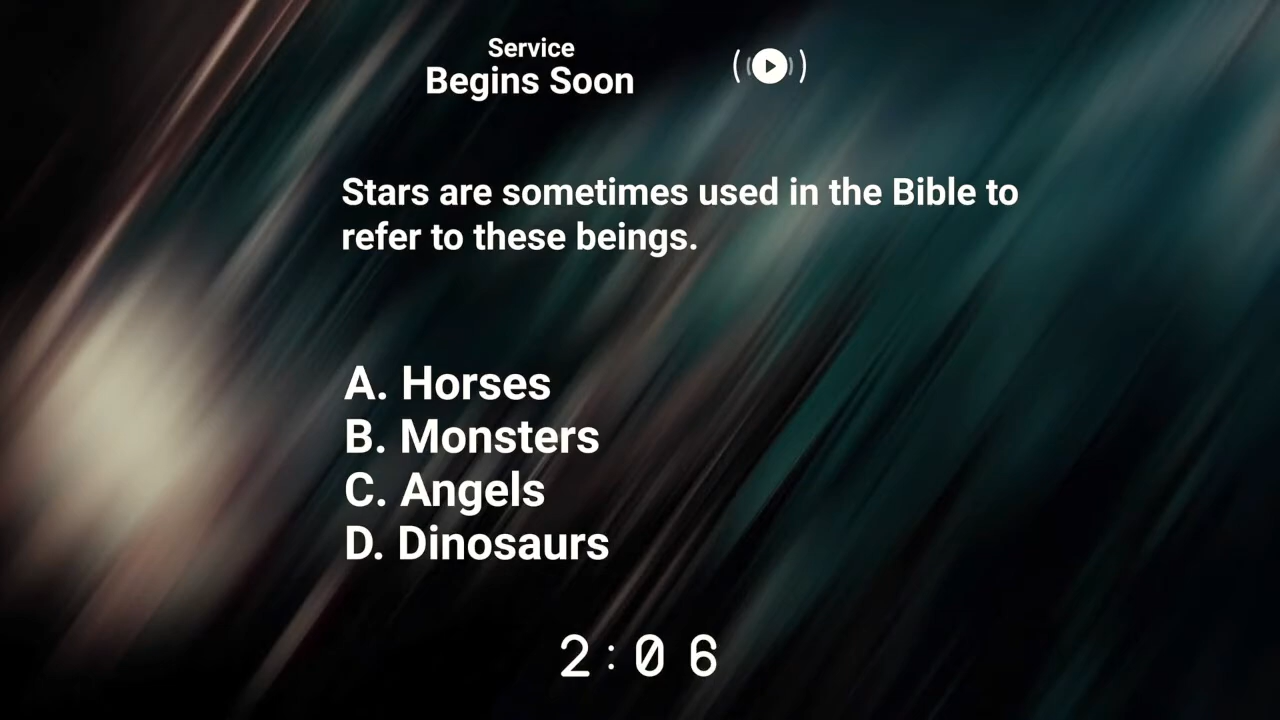 Service
Begins Soon
Stars are sometimes used in the Bible to
refer to these beings.
A. Horses
B. Monsters
C. Angels
D. Dinosaurs
2:06